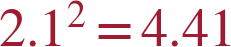 2.1² = 4.41